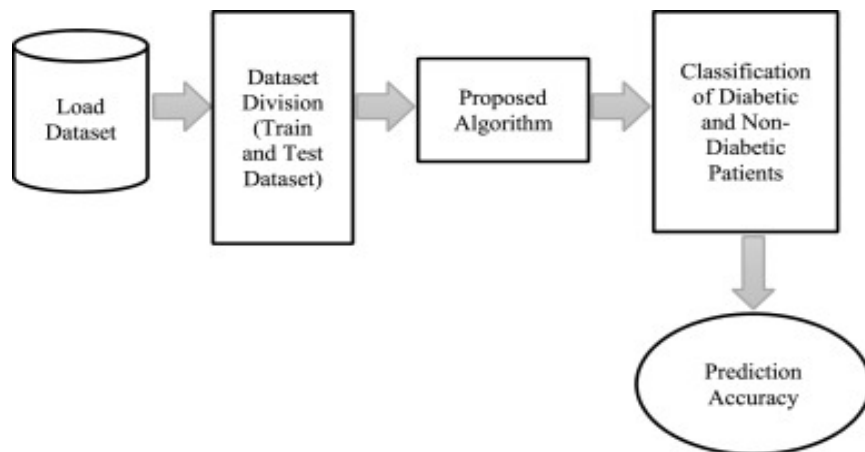 Load
Dataset
Dataset
Division
(Train
and Test
Dataset)
Proposed
Algorithm
Classification
of Diabetic
and Non-
Diabetic
Patients
Prediction
Accuracy